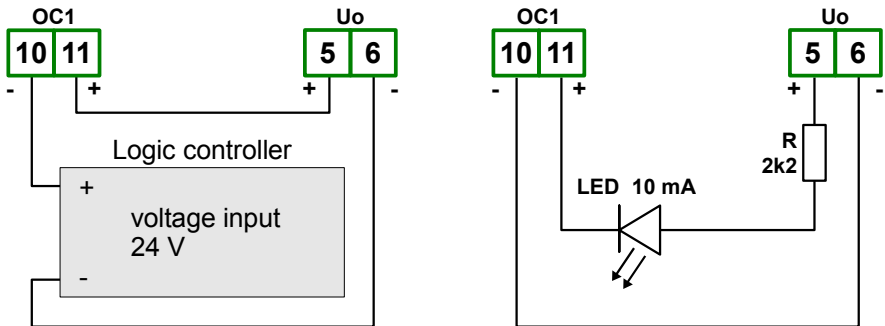 OC1
Uo
10 11
5 6
- +
+ -
Logic controller
+
voltage input
24 V
-
OC1
Uo
10 11
5 6
- +
+ -
R
2k2
LED 10 mA